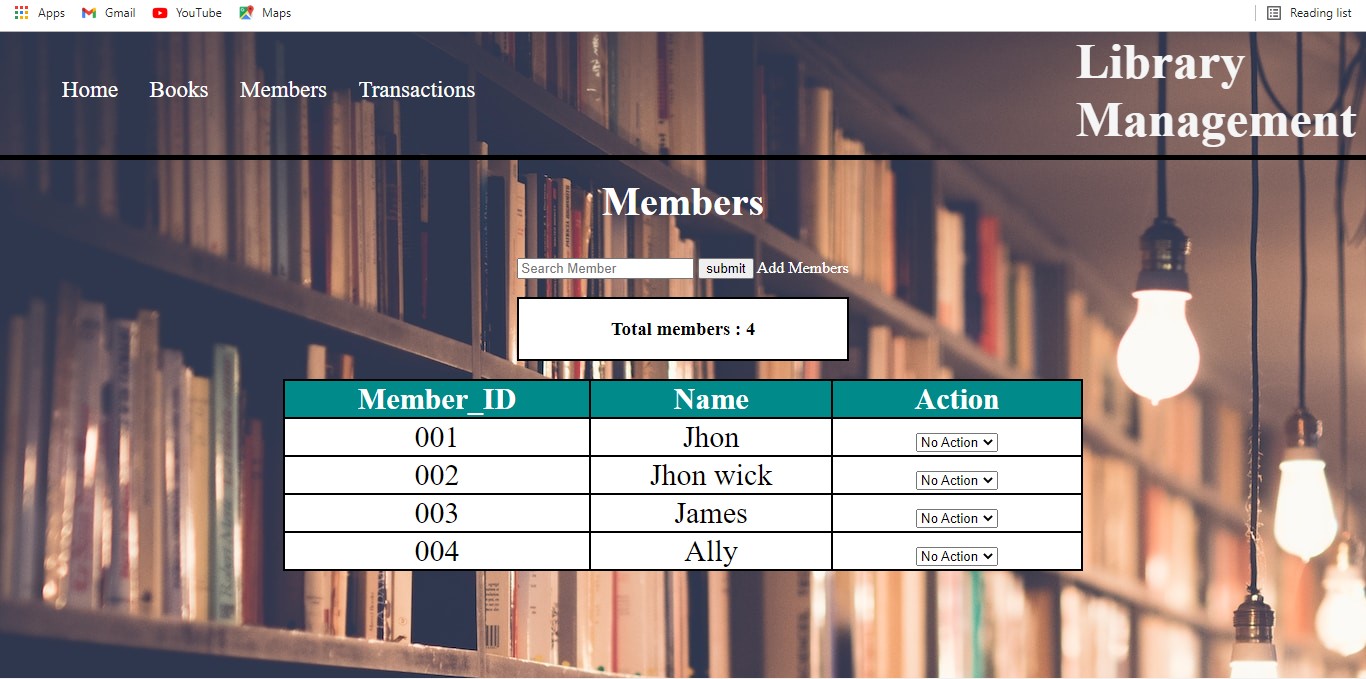 Apps Gmail YouTube Maps Reading list
Home Books Members Transactions
Library
Management
Members
Search Member submit Add Members
Total members : 4
Member_ID Name Action
001 Jhon No Action
002 Jhon wick No Action
003 James No Action
004 Ally No Action